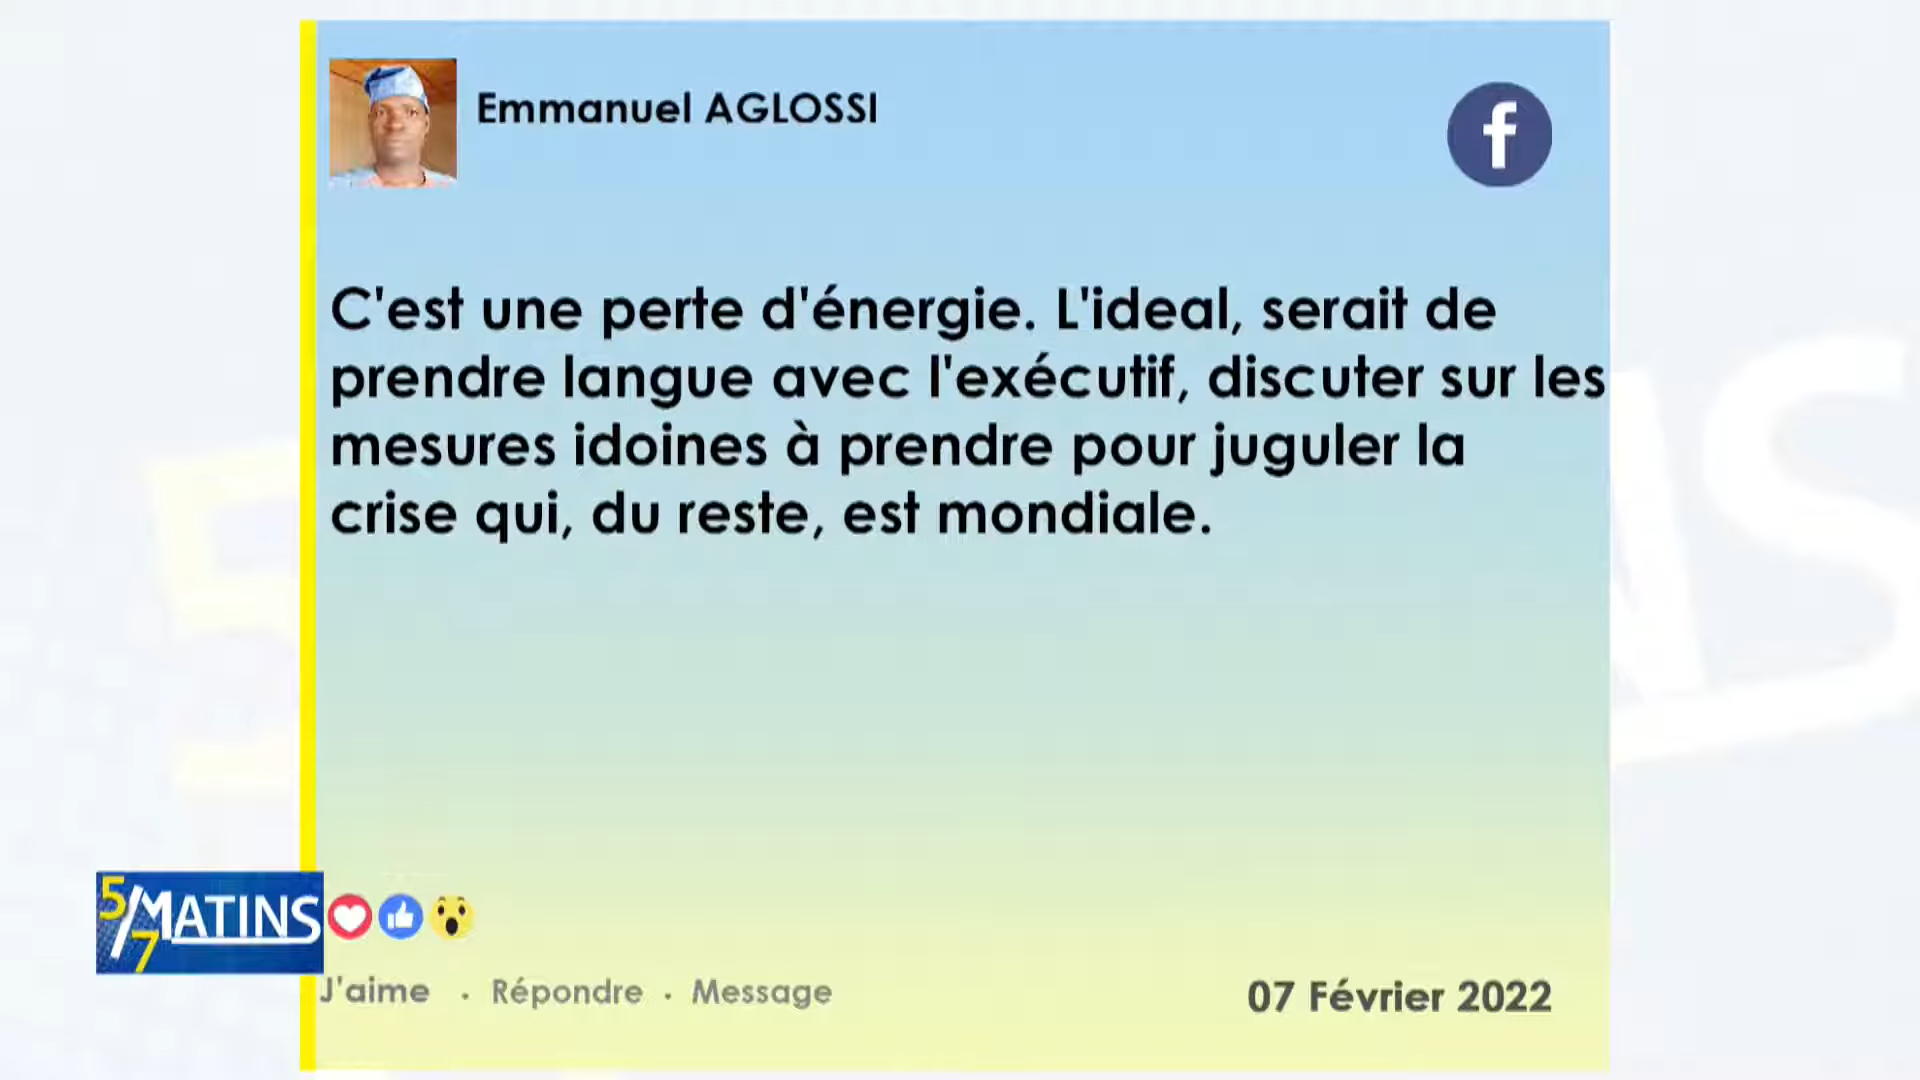 Emmanuel AGLOSSI
f
C'est une perte d'énergie. L'ideal, serait de
prendre langue avec l'exécutif, discuter sur les
mesures idoines à prendre pour juguler la
crise qui, du reste, est mondiale.
5/7 MATINS
J'aime . Répondre . Message
07 Février 2022